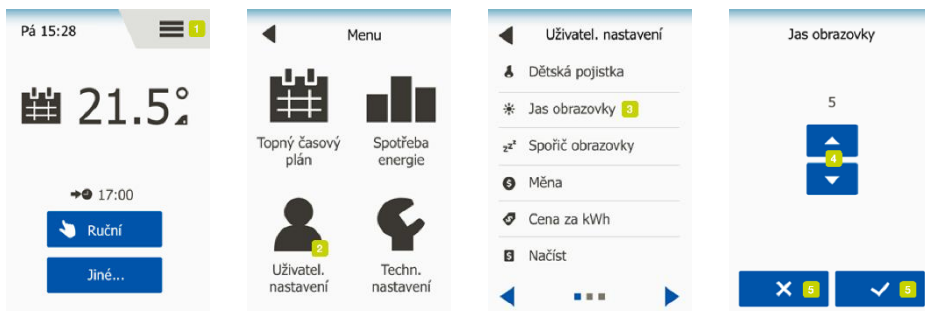 Pá 15:28
1
21.5°
17:00
Ruční
Jiné...
Menu
Topný časový
plán
Spotřeba
energie
2
Uživatel.
nastavení
Techn.
nastavení
Uživatel. nastavení
Dětská pojistka
Jas obrazovky 3
zzz Spořič obrazovky
$ Měna
Cena za kWh
$ Načíst
Jas obrazovky
5
4
5
5